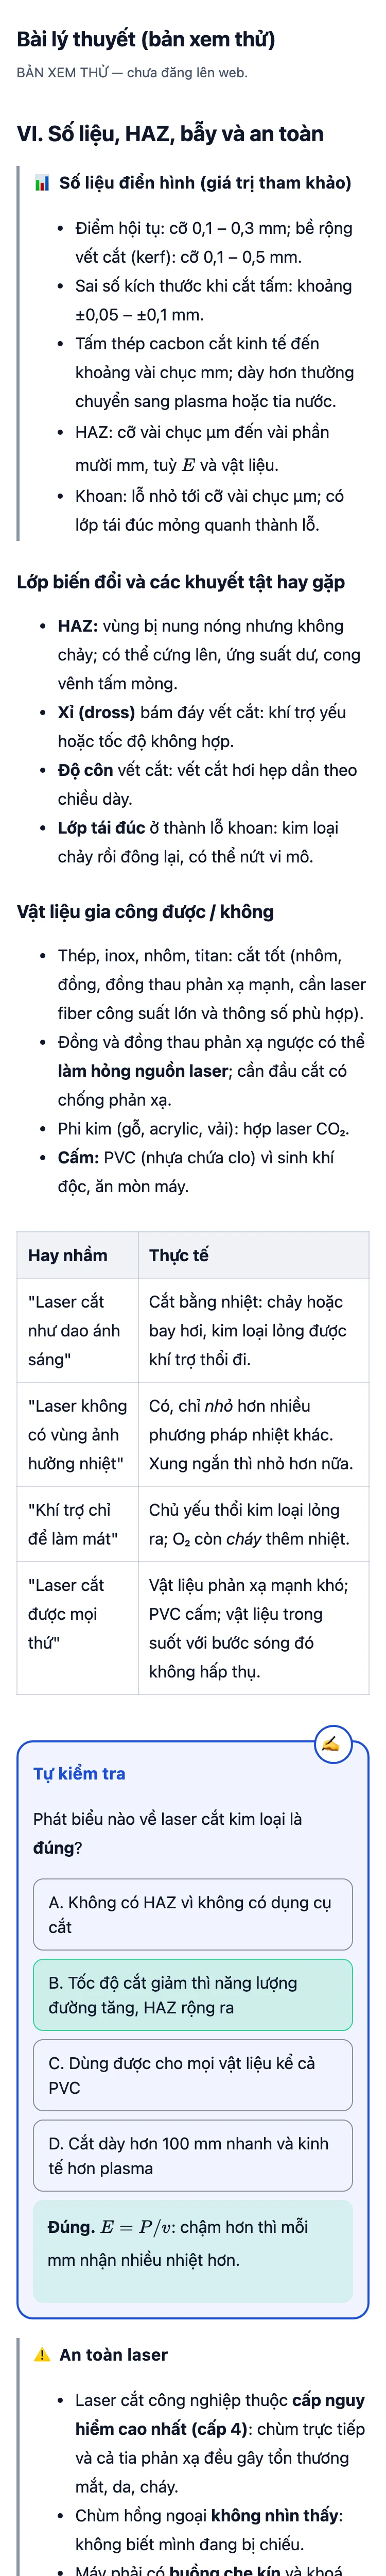 Bài lý thuyết (bản xem thử)
BẢN XEM THỬ — chưa đăng lên web.
VI. Số liệu, HAZ, bẫy và an toàn
📊 Số liệu điển hình (giá trị tham khảo)
• Điểm hội tụ: cỡ 0,1 – 0,3 mm; bề rộng
vết cắt (kerf): cỡ 0,1 – 0,5 mm.
• Sai số kích thước khi cắt tấm: khoảng
±0,05 – ±0,1 mm.
• Tấm thép cacbon cắt kinh tế đến
khoảng vài chục mm; dày hơn thường
chuyển sang plasma hoặc tia nước.
• HAZ: cỡ vài chục µm đến vài phần
mười mm, tuỳ E và vật liệu.
• Khoan: lỗ nhỏ tới cỡ vài chục µm; có
lớp tái đúc mỏng quanh thành lỗ.
Lớp biến đổi và các khuyết tật hay gặp
• HAZ: vùng bị nung nóng nhưng không
chảy; có thể cứng lên, ứng suất dư, cong
vênh tấm mỏng.
• Xỉ (dross) bám đáy vết cắt: khí trợ yếu
hoặc tốc độ không hợp.
• Độ côn vết cắt: vết cắt hơi hẹp dần theo
chiều dày.
• Lớp tái đúc ở thành lỗ khoan: kim loại
chảy rồi đông lại, có thể nứt vi mô.
Vật liệu gia công được / không
• Thép, inox, nhôm, titan: cắt tốt (nhôm,
đồng, đồng thau phản xạ mạnh, cần laser
fiber công suất lớn và thông số phù hợp).
• Đồng và đồng thau phản xạ ngược có thể
làm hỏng nguồn laser; cần đầu cắt có
chống phản xạ.
• Phi kim (gỗ, acrylic, vải): hợp laser CO₂.
• Cấm: PVC (nhựa chứa clo) vì sinh khí
độc, ăn mòn máy.
Hay nhầm
Thực tế
"Laser cắt
như dao ánh
sáng"
Cắt bằng nhiệt: chảy hoặc
bay hơi, kim loại lỏng được
khí trợ thổi đi.
"Laser không
có vùng ảnh
hưởng nhiệt"
Có, chỉ nhỏ hơn nhiều
phương pháp nhiệt khác.
Xung ngắn thì nhỏ hơn nữa.
"Khí trợ chỉ
để làm mát"
Chủ yếu thổi kim loại lỏng
ra; O₂ còn cháy thêm nhiệt.
"Laser cắt
được mọi
thứ"
Vật liệu phản xạ mạnh khó;
PVC cấm; vật liệu trong
suốt với bước sóng đó
không hấp thụ.
✍️
Tự kiểm tra
Phát biểu nào về laser cắt kim loại là
đúng?
A. Không có HAZ vì không có dụng cụ
cắt
B. Tốc độ cắt giảm thì năng lượng
đường tăng, HAZ rộng ra
C. Dùng được cho mọi vật liệu kể cả
PVC
D. Cắt dày hơn 100 mm nhanh và kinh
tế hơn plasma
Đúng. E = P/v: chậm hơn thì mỗi
mm nhận nhiều nhiệt hơn.
⚠️ An toàn laser
• Laser cắt công nghiệp thuộc cấp nguy
hiểm cao nhất (cấp 4): chùm trực tiếp
và cả tia phản xạ đều gây tổn thương
mắt, da, cháy.
• Chùm hồng ngoại không nhìn thấy:
không biết mình đang bị chiếu.
• Máy phải có buồng che kín và khoá